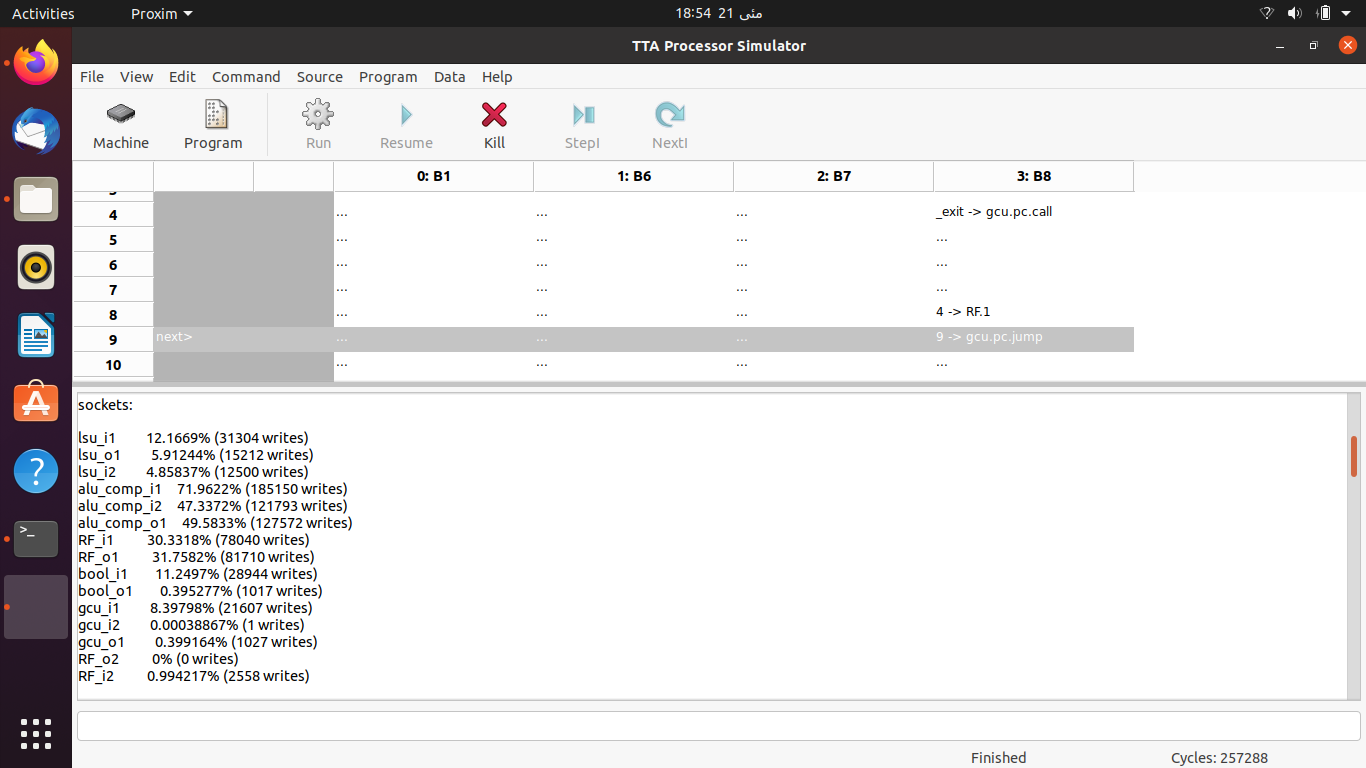 Activities Proxim 18:54 21 مئی
TTA Processor Simulator
File View Edit Command Source Program Data Help
Machine Program Run Resume Kill StepI NextI
0: B1 1: B6 2: B7 3: B8
4 ... ... ... _exit -> gcu.pc.call
5 ... ... ... ...
6 ... ... ... ...
7 ... ... ... ...
8 ... ... ... 4 -> RF.1
9 next> ... ... ... 9 -> gcu.pc.jump
10 ... ... ... ...
sockets:
lsu_i1 12.1669% (31304 writes)
lsu_o1 5.91244% (15212 writes)
lsu_i2 4.85837% (12500 writes)
alu_comp_i1 71.9622% (185150 writes)
alu_comp_i2 47.3372% (121793 writes)
alu_comp_o1 49.5833% (127572 writes)
RF_i1 30.3318% (78040 writes)
RF_o1 31.7582% (81710 writes)
bool_i1 11.2497% (28944 writes)
bool_o1 0.395277% (1017 writes)
gcu_i1 8.39798% (21607 writes)
gcu_i2 0.00038867% (1 writes)
gcu_o1 0.399164% (1027 writes)
RF_o2 0% (0 writes)
RF_i2 0.994217% (2558 writes)
Finished Cycles: 257288